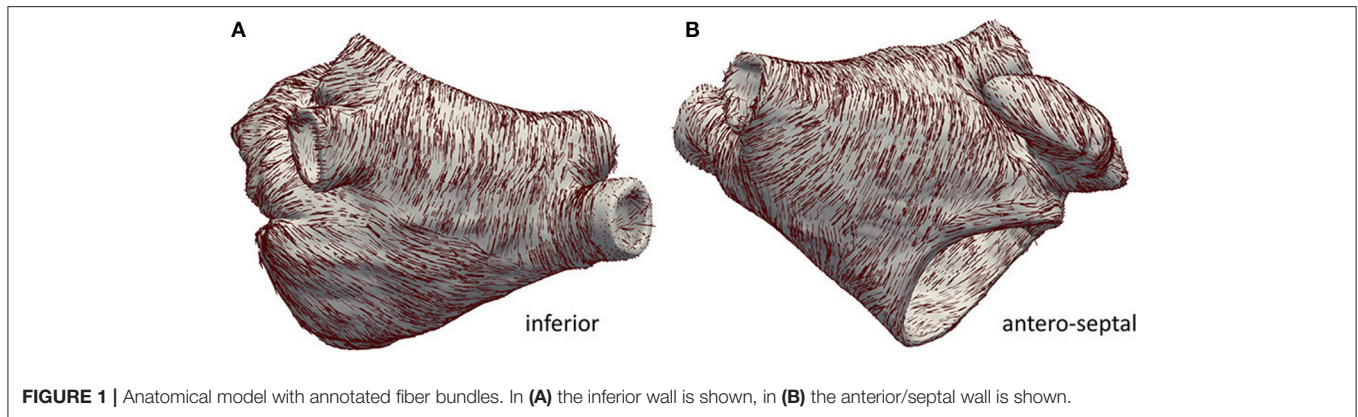 A
B
inferior
antero-septal
FIGURE 1 | Anatomical model with annotated fiber bundles. In (A) the inferior wall is shown, in (B) the anterior/septal wall is shown.